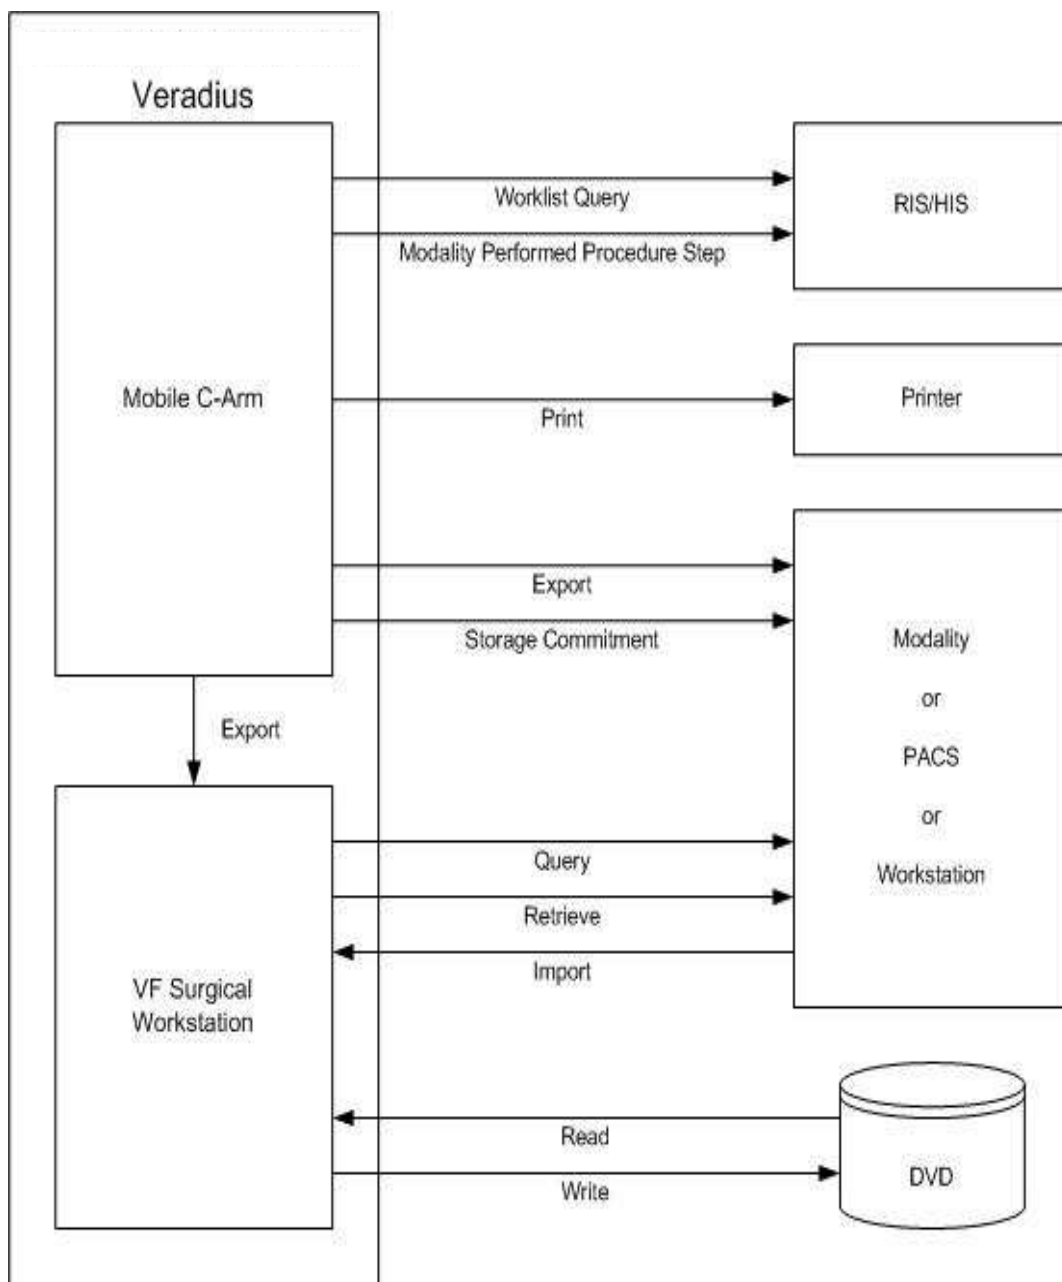 Veradius
Worklist Query
RIS/HIS
Modality Performed Procedure Step
Mobile C-Arm
Print
Printer
Export
Storage Commitment
Modality
or
PACS
or
Workstation
Export
Query
Retrieve
Import
VF Surgical
Workstation
Read
Write
DVD